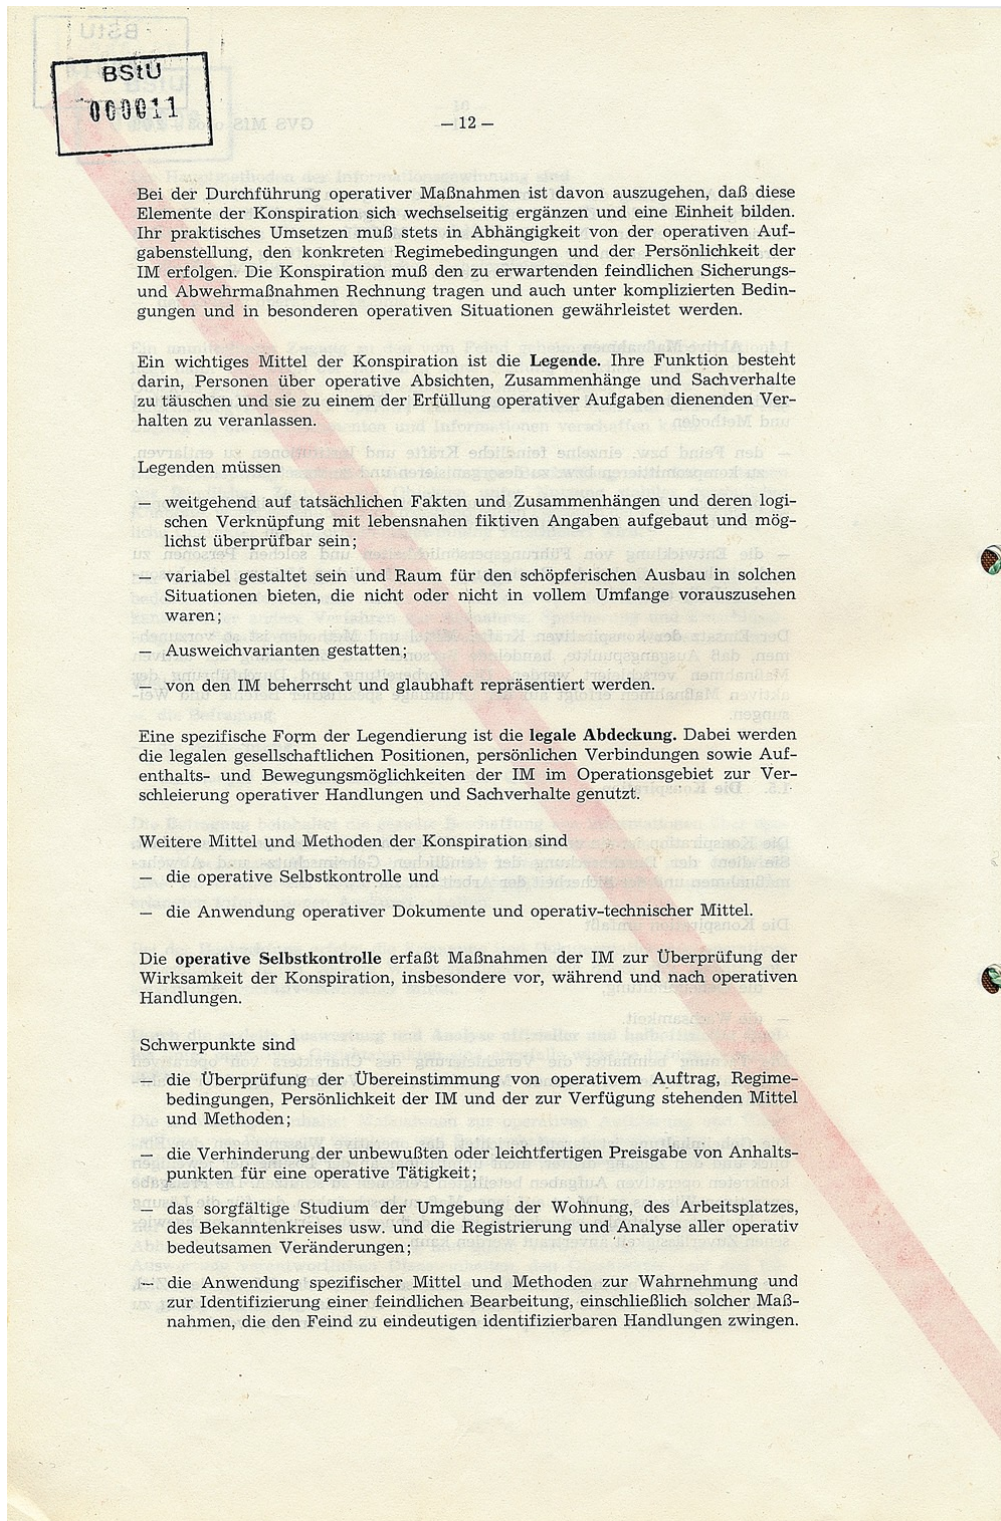 BStU
000011
— 12 —
Bei der Durchführung operativer Maßnahmen ist davon auszugehen, daß diese
Elemente der Konspiration sich wechselseitig ergänzen und eine Einheit bilden.
Ihr praktisches Umsetzen muß stets in Abhängigkeit von der operativen Auf-
gabenstellung, den konkreten Regimebedingungen und der Persönlichkeit der
IM erfolgen. Die Konspiration muß den zu erwartenden feindlichen Sicherungs-
und Abwehrmaßnahmen Rechnung tragen und auch unter komplizierten Bedin-
gungen und in besonderen operativen Situationen gewährleistet werden.
Ein wichtiges Mittel der Konspiration ist die Legende. Ihre Funktion besteht
darin, Personen über operative Absichten, Zusammenhänge und Sachverhalte
zu täuschen und sie zu einem der Erfüllung operativer Aufgaben dienenden Ver-
halten zu veranlassen.
Legenden müssen
— weitgehend auf tatsächlichen Fakten und Zusammenhängen und deren logi-
schen Verknüpfung mit lebensnahen fiktiven Angaben aufgebaut und mög-
lichst überprüfbar sein;
— variabel gestaltet sein und Raum für den schöpferischen Ausbau in solchen
Situationen bieten, die nicht oder nicht in vollem Umfange vorauszusehen
waren;
— Ausweichvarianten gestatten;
— von den IM beherrscht und glaubhaft repräsentiert werden.
Eine spezifische Form der Legendierung ist die legale Abdeckung. Dabei werden
die legalen gesellschaftlichen Positionen, persönlichen Verbindungen sowie Auf-
enthalts- und Bewegungsmöglichkeiten der IM im Operationsgebiet zur Ver-
schleierung operativer Handlungen und Sachverhalte genutzt.
Weitere Mittel und Methoden der Konspiration sind
— die operative Selbstkontrolle und
— die Anwendung operativer Dokumente und operativ-technischer Mittel.
Die operative Selbstkontrolle erfaßt Maßnahmen der IM zur Überprüfung der
Wirksamkeit der Konspiration, insbesondere vor, während und nach operativen
Handlungen.
Schwerpunkte sind
— die Überprüfung der Übereinstimmung von operativem Auftrag, Regime-
bedingungen, Persönlichkeit der IM und der zur Verfügung stehenden Mittel
und Methoden;
— die Verhinderung der unbewußten oder leichtfertigen Preisgabe von Anhalts-
punkten für eine operative Tätigkeit;
— das sorgfältige Studium der Umgebung der Wohnung, des Arbeitsplatzes,
des Bekanntenkreises usw. und die Registrierung und Analyse aller operativ
bedeutsamen Veränderungen;
— die Anwendung spezifischer Mittel und Methoden zur Wahrnehmung und
zur Identifizierung einer feindlichen Bearbeitung, einschließlich solcher Maß-
nahmen, die den Feind zu eindeutigen identifizierbaren Handlungen zwingen.